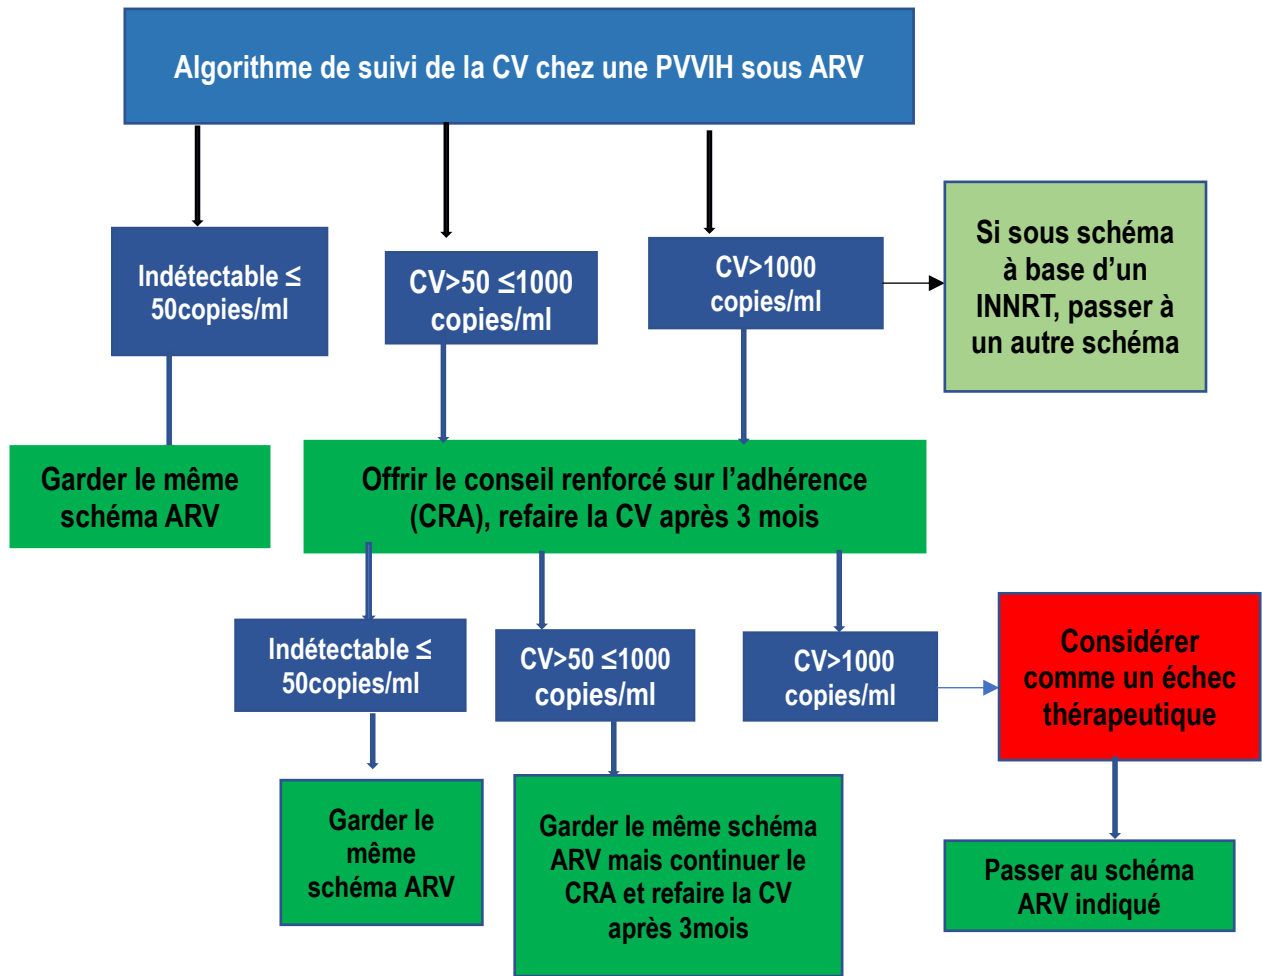 Algorithme de suivi de la CV chez une PVVIH sous ARV
Indétectable ≤
50copies/ml
CV>50 ≤1000
copies/ml
CV>1000
copies/ml
Si sous schéma
à base d’un
INNRT, passer à
un autre schéma
Garder le même
schéma ARV
Offrir le conseil renforcé sur l’adhérence
(CRA), refaire la CV après 3 mois
Indétectable ≤
50copies/ml
CV>50 ≤1000
copies/ml
CV>1000
copies/ml
Considérer
comme un échec
thérapeutique
Garder le
même
schéma ARV
Garder le même schéma
ARV mais continuer le
CRA et refaire la CV
après 3mois
Passer au schéma
ARV indiqué